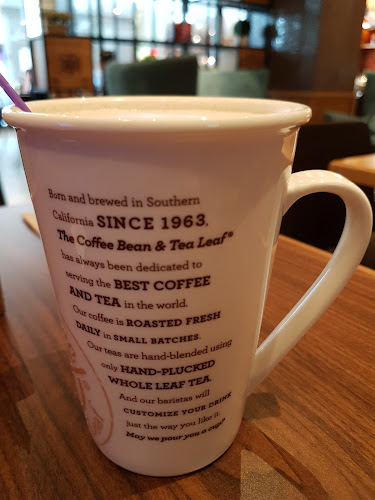 Born and brewed in Southern
California SINCE 1963,
The Coffee Bean & Tea Leaf®
has always been dedicated to
serving the BEST COFFEE
AND TEA in the world.
Our coffee is ROASTED FRESH
DAILY in SMALL BATCHES.
Our teas are hand-blended using
only HAND-PLUCKED
WHOLE LEAF TEA.
And our baristas will
CUSTOMIZE YOUR DRINK
just the way you like it.
May we pour you a cup?